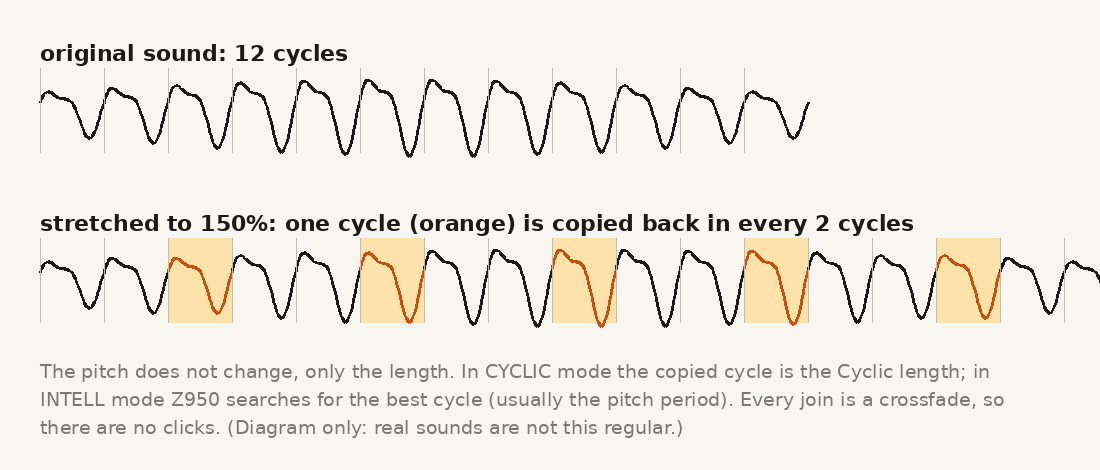 original sound: 12 cycles
stretched to 150%: one cycle (orange) is copied back in every 2 cycles
The pitch does not change, only the length. In CYCLIC mode the copied cycle is the Cyclic length; in
INTELL mode Z950 searches for the best cycle (usually the pitch period). Every join is a crossfade, so
there are no clicks. (Diagram only: real sounds are not this regular.)